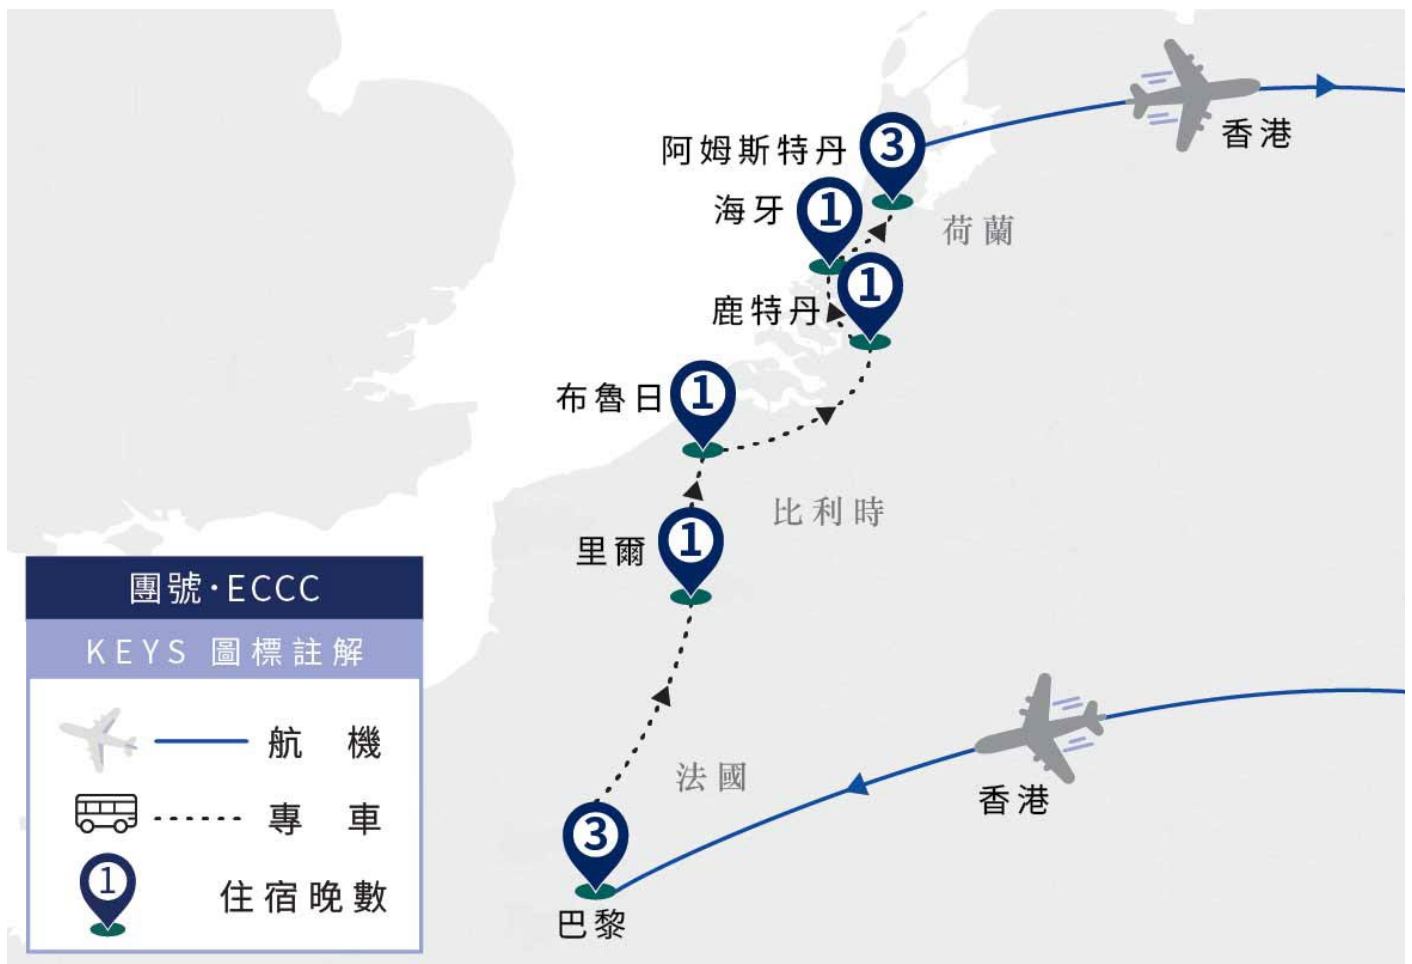 香港
阿姆斯特丹
3
海牙
1
荷蘭
鹿特丹
1
布魯日
1
比利時
里爾
1
法國
香港
3
巴黎
團號·ECCC
KEYS 圖標註解
航 機
專 車
1
住宿晚數